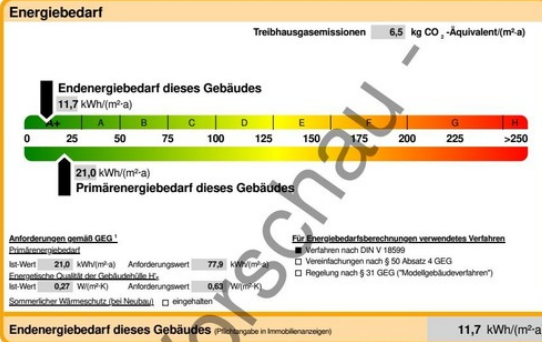 Energiebedarf
Treibhausgasemissionen 6,5 kg CO2-Äquivalent/(m²·a)
Endenergiebedarf dieses Gebäudes
11,7 kWh/(m²·a)
A+ A B C D E F G H
0 25 50 75 100 125 150 175 200 225 >250
21,0 kWh/(m²·a)
Primärenergiebedarf dieses Gebäudes
Anforderungen gemäß GEG ¹
Primärenergiebedarf
Ist-Wert 21,0 kWh/(m²·a) Anforderungswert 77,9 kWh/(m²·a)
Energetische Qualität der Gebäudehülle H'T
Ist-Wert 0,27 W/(m²·K) Anforderungswert 0,63 W/(m²·K)
Sommerlicher Wärmeschutz (bei Neubau) ☐ eingehalten
Für Energiebedarfsberechnungen verwendetes Verfahren
■ Verfahren nach DIN V 18599
☐ Vereinfachungen nach § 50 Absatz 4 GEG
☐ Regelung nach § 31 GEG ("Modellgebäudeverfahren")
Endenergiebedarf dieses Gebäudes (Pflichtangabe in Immobilienanzeigen) 11,7 kWh/(m²·a
Vorschau -